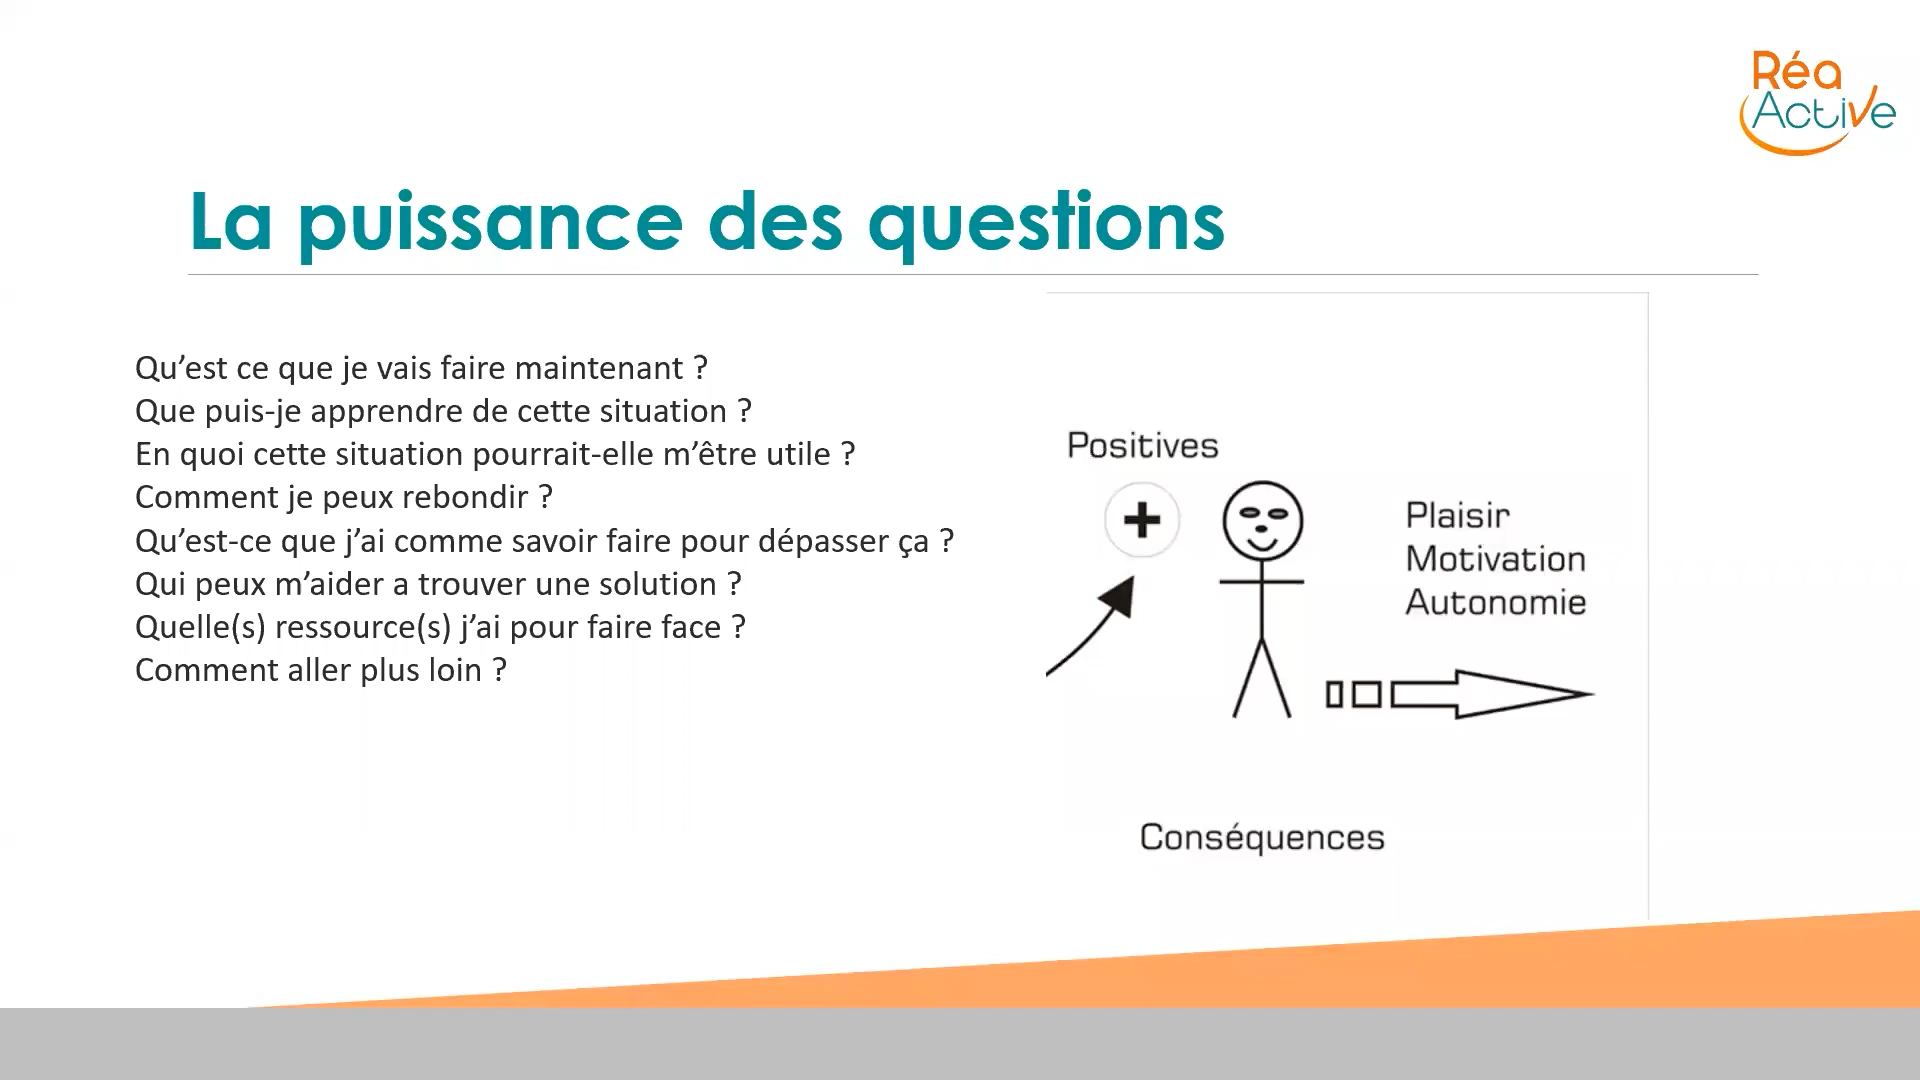 Réa
Active
La puissance des questions
Qu’est ce que je vais faire maintenant ?
Que puis-je apprendre de cette situation ?
En quoi cette situation pourrait-elle m’être utile ?
Comment je peux rebondir ?
Qu’est-ce que j’ai comme savoir faire pour dépasser ça ?
Qui peux m’aider a trouver une solution ?
Quelle(s) ressource(s) j’ai pour faire face ?
Comment aller plus loin ?
Positives
+
Plaisir
Motivation
Autonomie
Conséquences